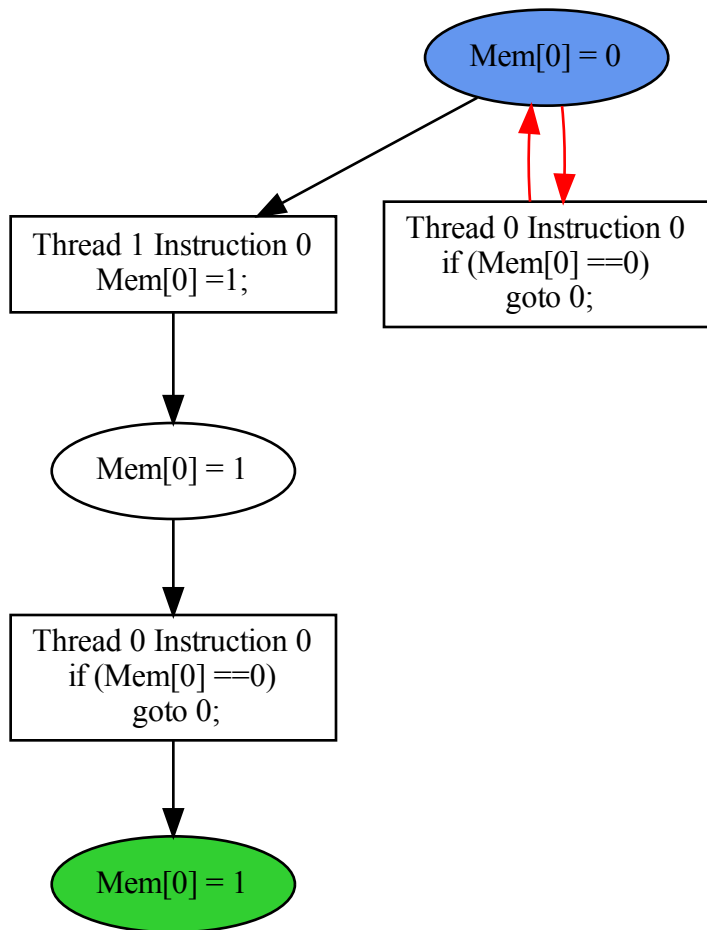 Mem[0] = 0
Thread 1 Instruction 0
Mem[0] =1;
Thread 0 Instruction 0
if (Mem[0] ==0)
goto 0;
Mem[0] = 1
Thread 0 Instruction 0
if (Mem[0] ==0)
goto 0;
Mem[0] = 1